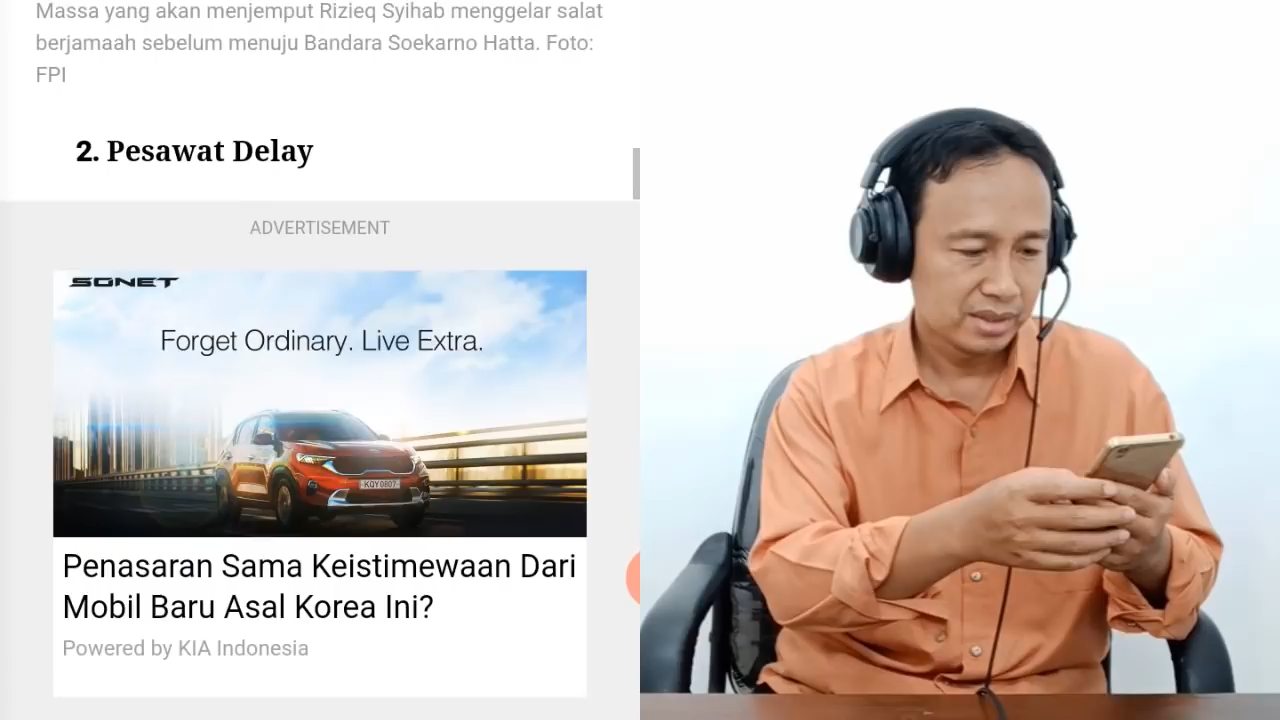 Massa yang akan menjemput Rizieq Syihab menggelar salat
berjamaah sebelum menuju Bandara Soekarno Hatta. Foto:
FPI
2. Pesawat Delay
ADVERTISEMENT
SONET
Forget Ordinary. Live Extra.
KQY0807
Penasaran Sama Keistimewaan Dari
Mobil Baru Asal Korea Ini?
Powered by KIA Indonesia